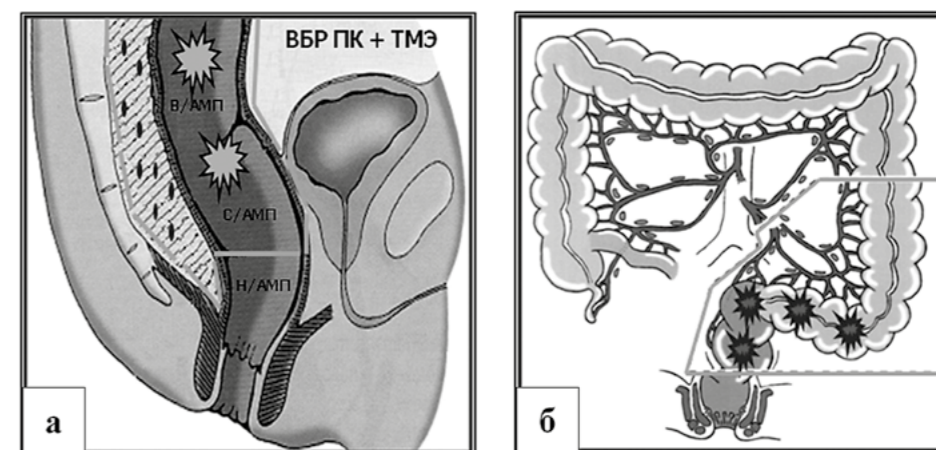 ВБР ПК + ТМЭ
В/АМП
С/АМП
Н/АМП
а
б